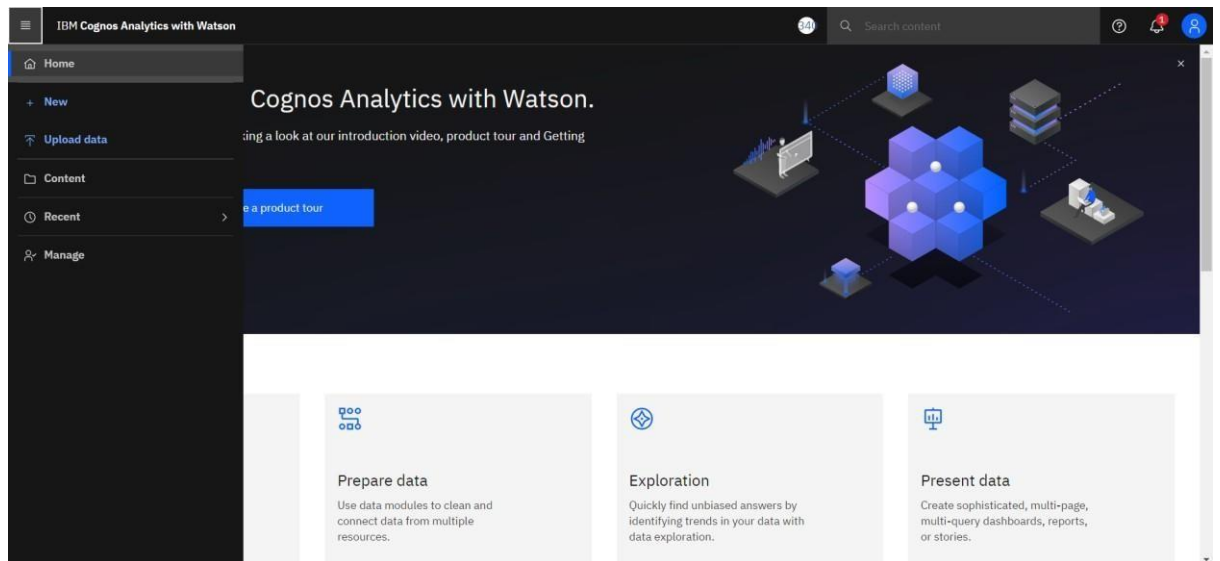 IBM Cognos Analytics with Watson
Search content
1
Home
New
Upload data
Content
Recent
Manage
Cognos Analytics with Watson.
king a look at our introduction video, product tour and Getting
e a product tour
Prepare data
Use data modules to clean and
connect data from multiple
resources.
Exploration
Quickly find unbiased answers by
identifying trends in your data with
data exploration.
Present data
Create sophisticated, multi-page,
multi-query dashboards, reports,
or stories.